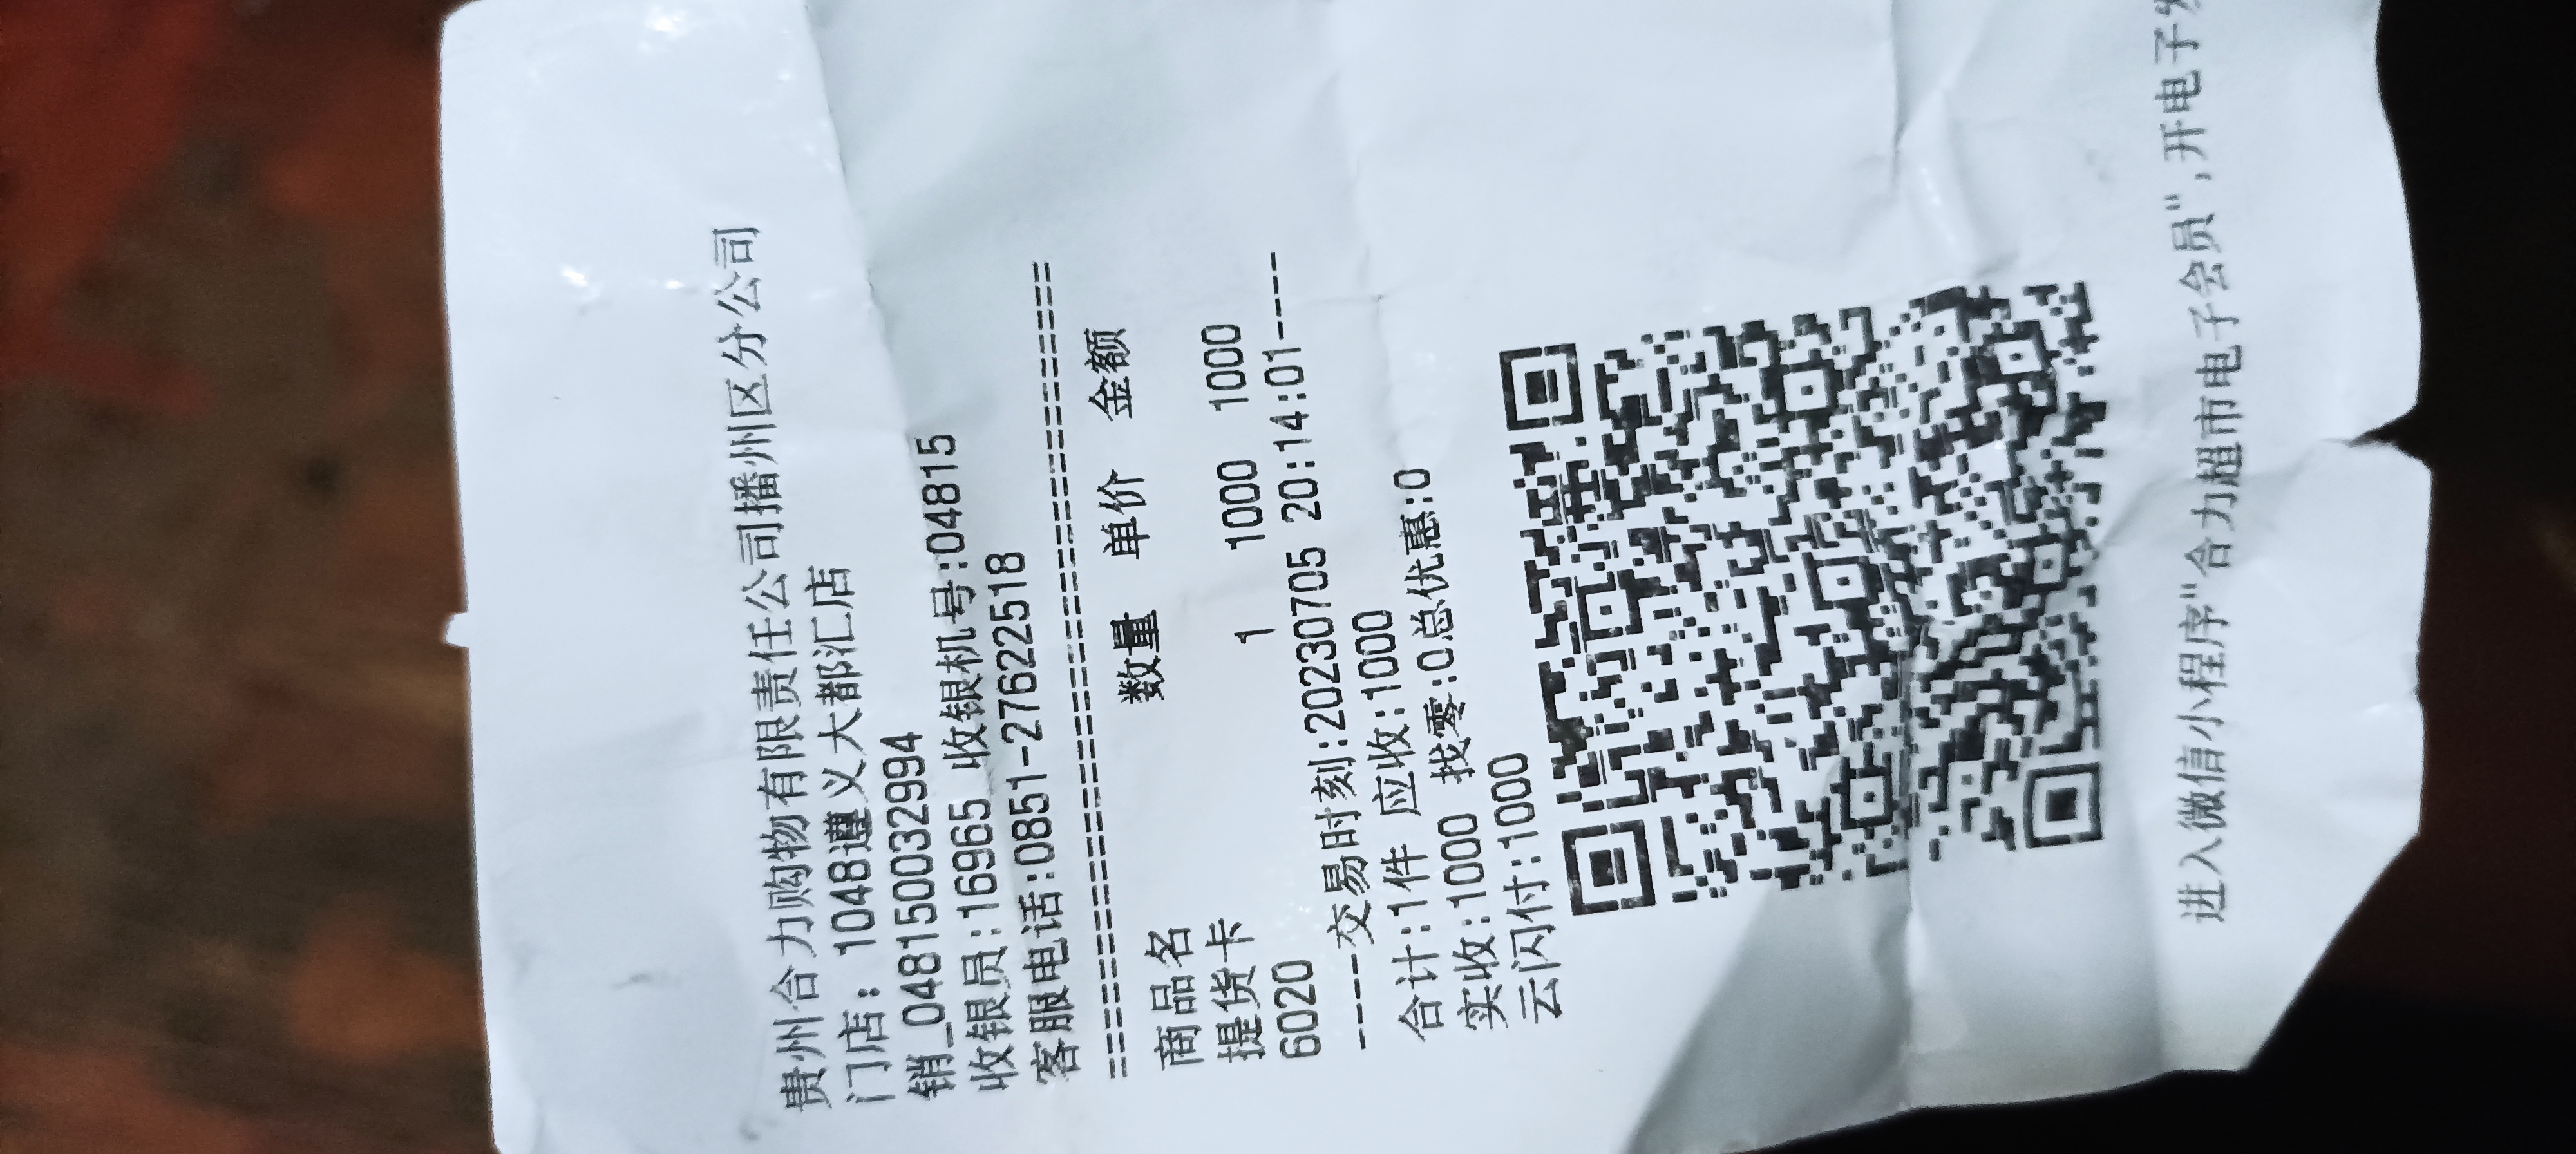 贵州合力购物有限责任公司播州区分公司
门店：1048遵义大都汇店
销_048150032994
收银员:16965 收银机号:04815
客服电话:0851-27622518
================================
商品名 数量 单价 金额
提货卡
6020 1 1000 1000
-----交易时刻:20230705 20:14:01----
合计:1件 应收:1000
实收:1000 找零:0总优惠:0
云闪付:1000
进入微信小程序"合力超市电子会员",开电子